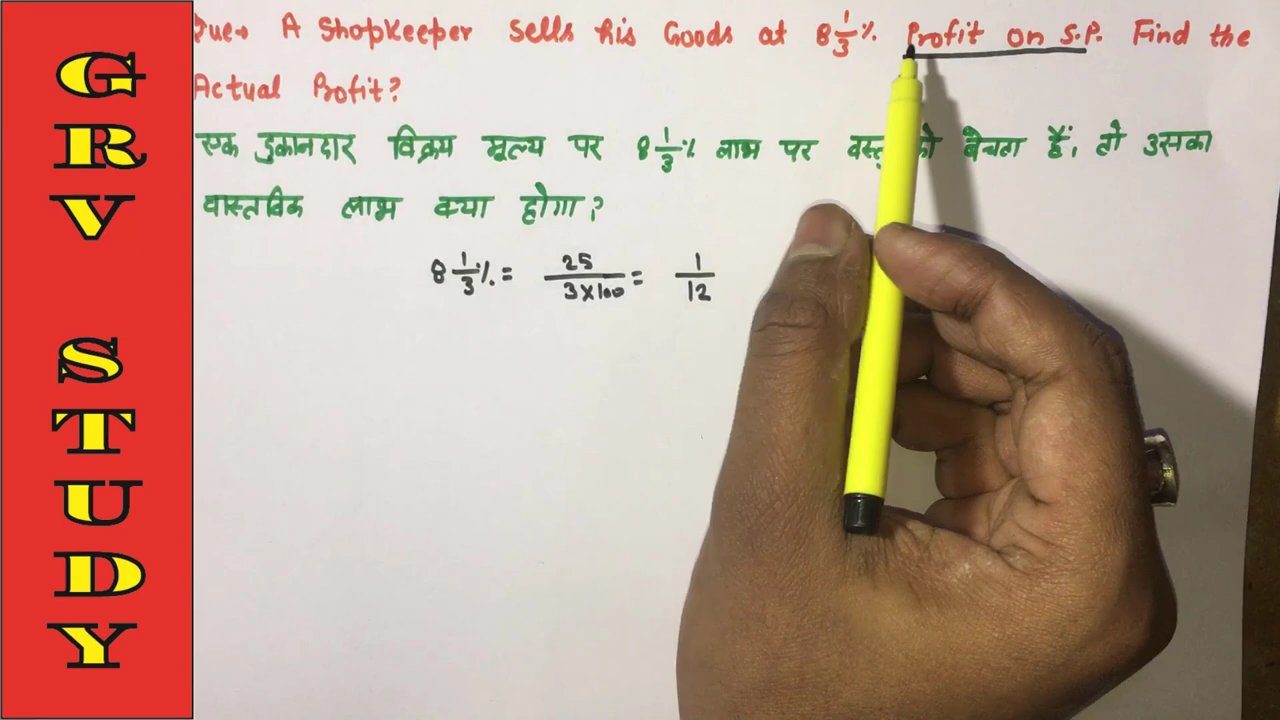 GRV STUDY
Que→ A Shopkeeper Sells his Goods at 8 1/3 % Profit on S.P. Find the
Actual Profit?
एक दुकानदार विक्रय मूल्य पर 8 1/3 % लाभ पर वस्तु को बेचता हैं, तो उसका
वास्तविक लाभ क्या होगा?
8 1/3 % = 25/3×100 = 1/12